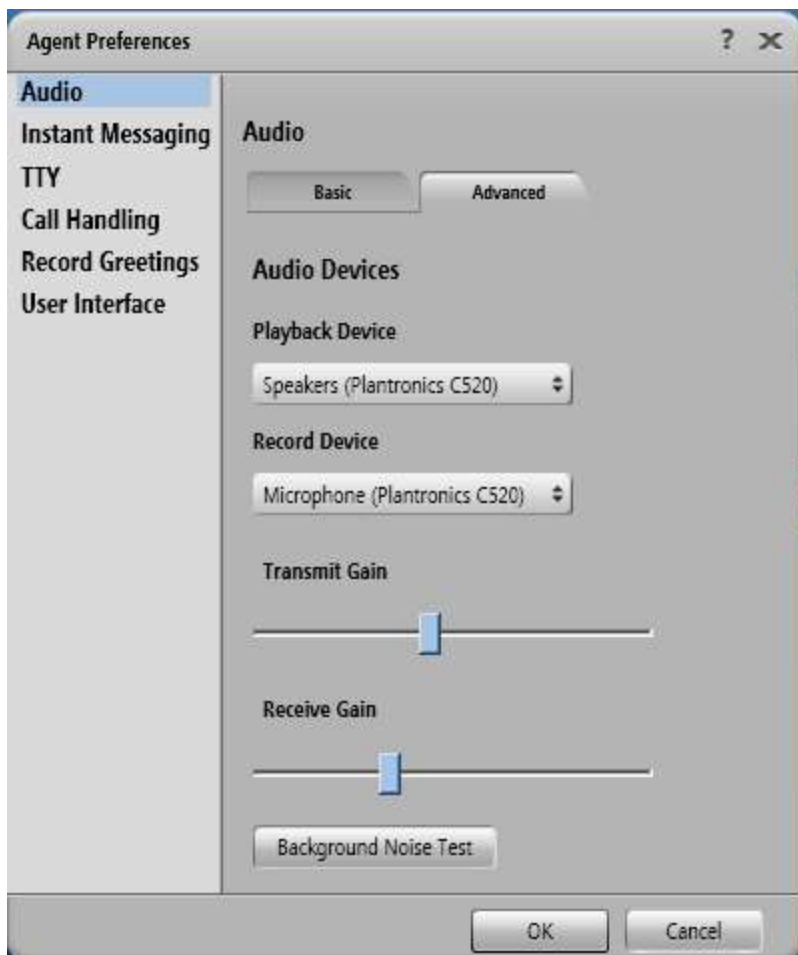 Agent Preferences ? ×
Audio
Instant Messaging
TTY
Call Handling
Record Greetings
User Interface
Audio
Basic Advanced
Audio Devices
Playback Device
Speakers (Plantronics C520)
Record Device
Microphone (Plantronics C520)
Transmit Gain
Receive Gain
Background Noise Test
OK Cancel